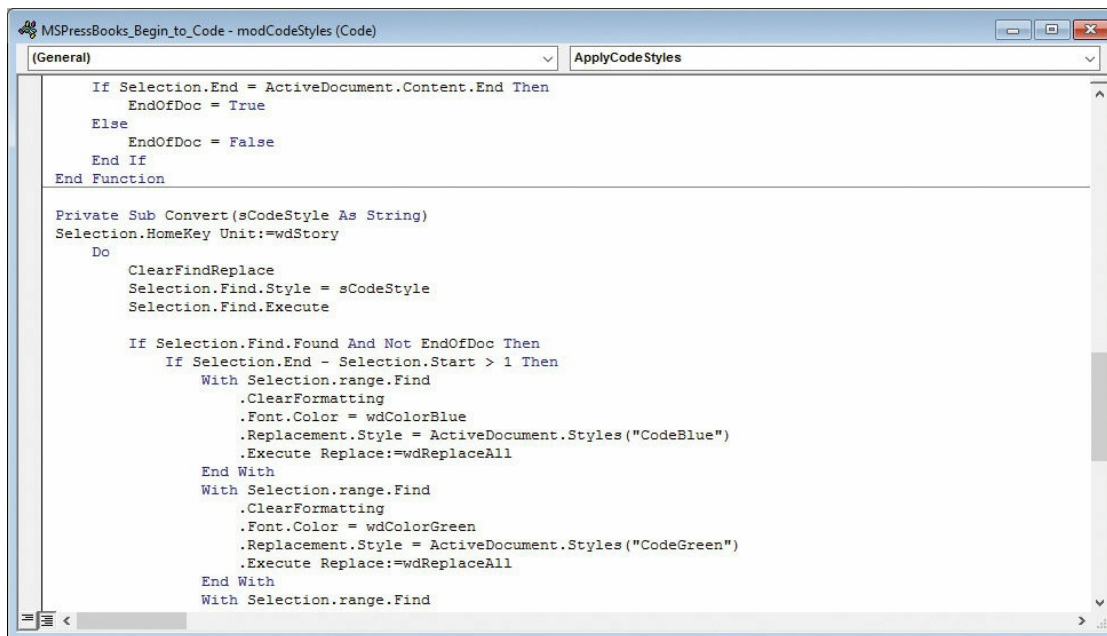 MSPressBooks_Begin_to_Code - modCodeStyles (Code)
(General) ApplyCodeStyles
If Selection.End = ActiveDocument.Content.End Then
EndOfDoc = True
Else
EndOfDoc = False
End If
End Function
Private Sub Convert(sCodeStyle As String)
Selection.HomeKey Unit:=wdStory
Do
ClearFindReplace
Selection.Find.Style = sCodeStyle
Selection.Find.Execute
If Selection.Find.Found And Not EndOfDoc Then
If Selection.End - Selection.Start > 1 Then
With Selection.range.Find
.ClearFormatting
.Font.Color = wdColorBlue
.Replacement.Style = ActiveDocument.Styles("CodeBlue")
.Execute Replace:=wdReplaceAll
End With
With Selection.range.Find
.ClearFormatting
.Font.Color = wdColorGreen
.Replacement.Style = ActiveDocument.Styles("CodeGreen")
.Execute Replace:=wdReplaceAll
End With
With Selection.range.Find